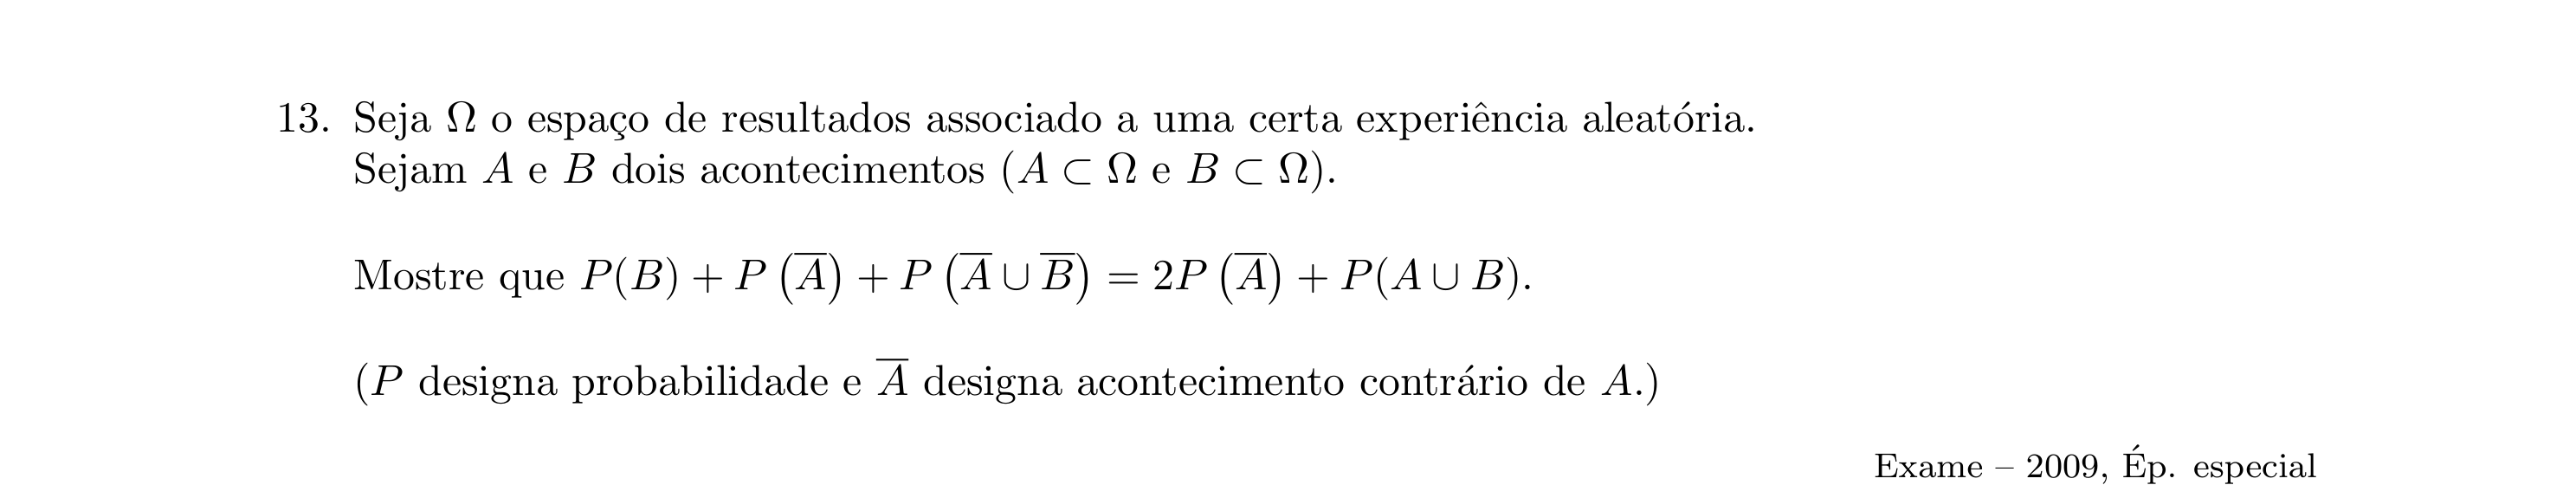 13. Seja Ω o espaço de resultados associado a uma certa experiência aleatória.
Sejam A e B dois acontecimentos (A ⊂ Ω e B ⊂ Ω).
Mostre que P(B) + P(A̅) + P(A̅ ∪ B̅) = 2P(A̅) + P(A ∪ B).
(P designa probabilidade e A̅ designa acontecimento contrário de A.)
Exame – 2009, Ép. especial